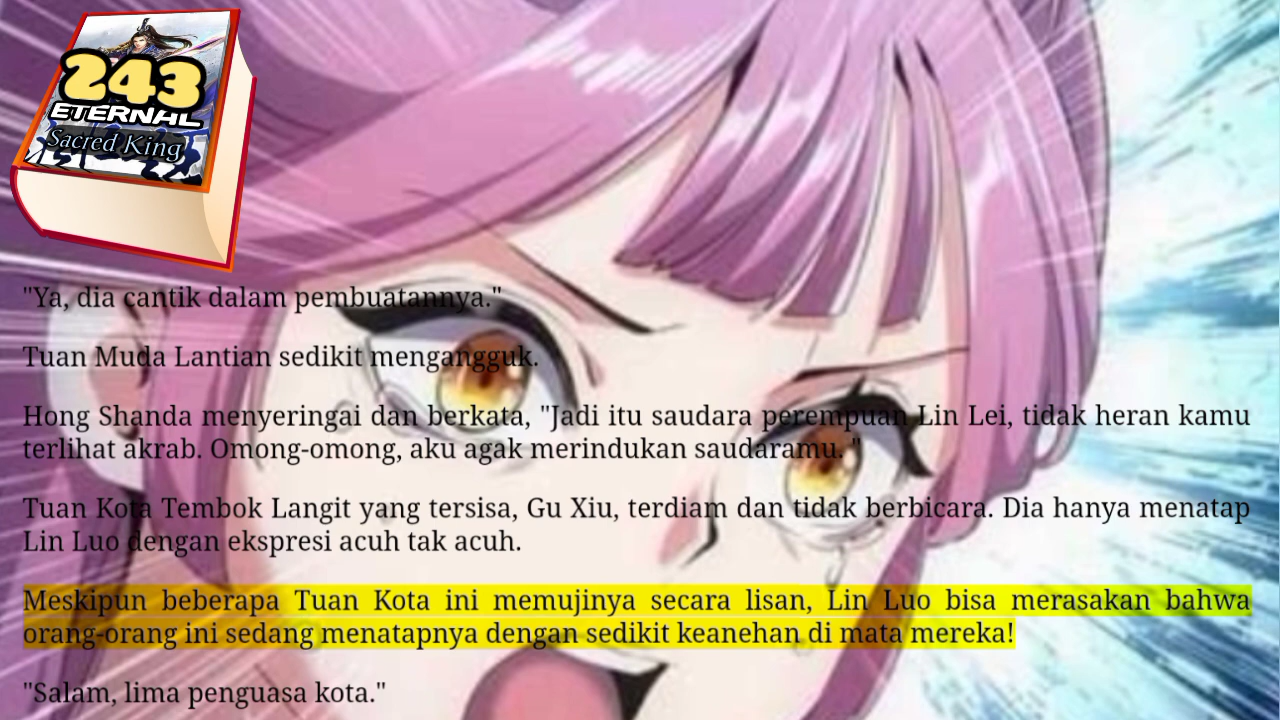 243
ETERNAL
Sacred King
"Ya, dia cantik dalam pembuatannya."
Tuan Muda Lantian sedikit mengangguk.
Hong Shanda menyeringai dan berkata, "Jadi itu saudara perempuan Lin Lei, tidak heran kamu
terlihat akrab. Omong-omong, aku agak merindukan saudaramu. "
Tuan Kota Tembok Langit yang tersisa, Gu Xiu, terdiam dan tidak berbicara. Dia hanya menatap
Lin Luo dengan ekspresi acuh tak acuh.
Meskipun beberapa Tuan Kota ini memujinya secara lisan, Lin Luo bisa merasakan bahwa
orang-orang ini sedang menatapnya dengan sedikit keanehan di mata mereka!
"Salam, lima penguasa kota."